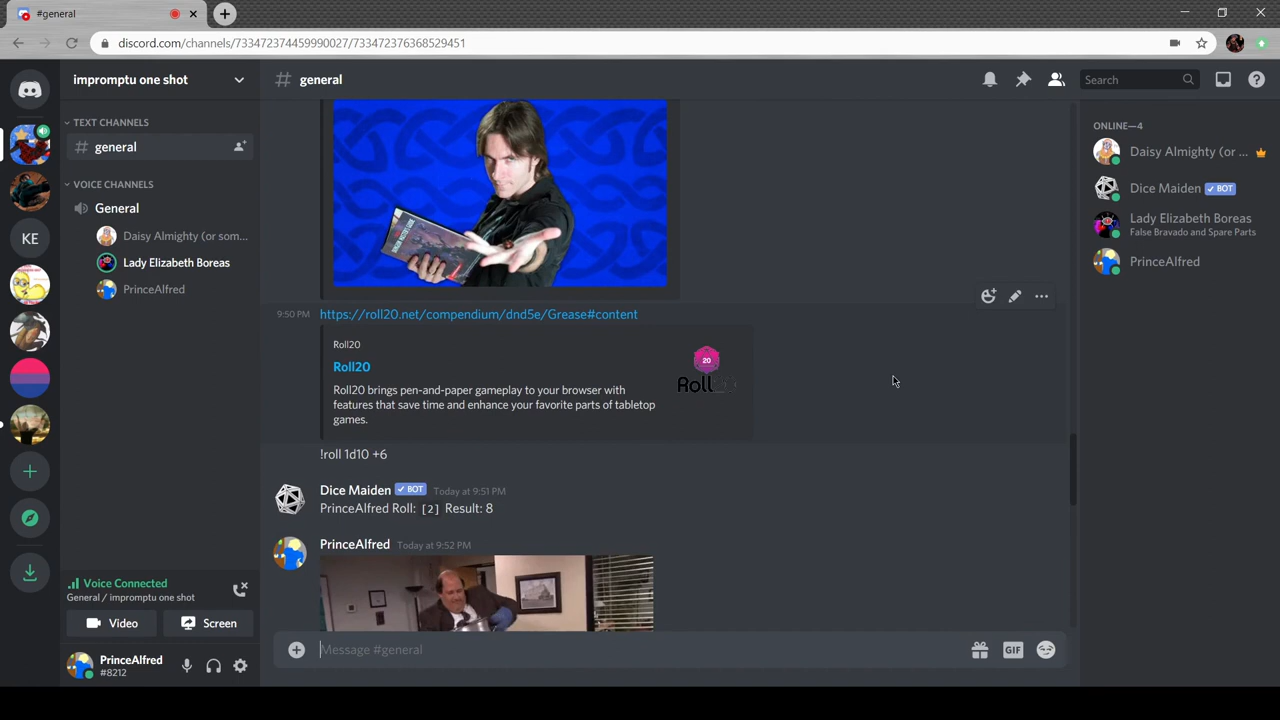 #general
discord.com/channels/733472374459990027/733472376368529451
impromptu one shot
# general
Search
TEXT CHANNELS
# general
VOICE CHANNELS
General
Daisy Almighty (or som...
Lady Elizabeth Boreas
PrinceAlfred
KE
9:50 PM https://roll20.net/compendium/dnd5e/Grease#content
Roll20
Roll20
Roll20 brings pen-and-paper gameplay to your browser with
features that save time and enhance your favorite parts of tabletop
games.
20
Roll20
!roll 1d10 +6
Dice Maiden BOT Today at 9:51 PM
PrinceAlfred Roll: [2] Result: 8
PrinceAlfred Today at 9:52 PM
Message #general
GIF
ONLINE—4
Daisy Almighty (or ...
Dice Maiden BOT
Lady Elizabeth Boreas
False Bravado and Spare Parts
PrinceAlfred
Voice Connected
General / impromptu one shot
Video
Screen
PrinceAlfred
#8212